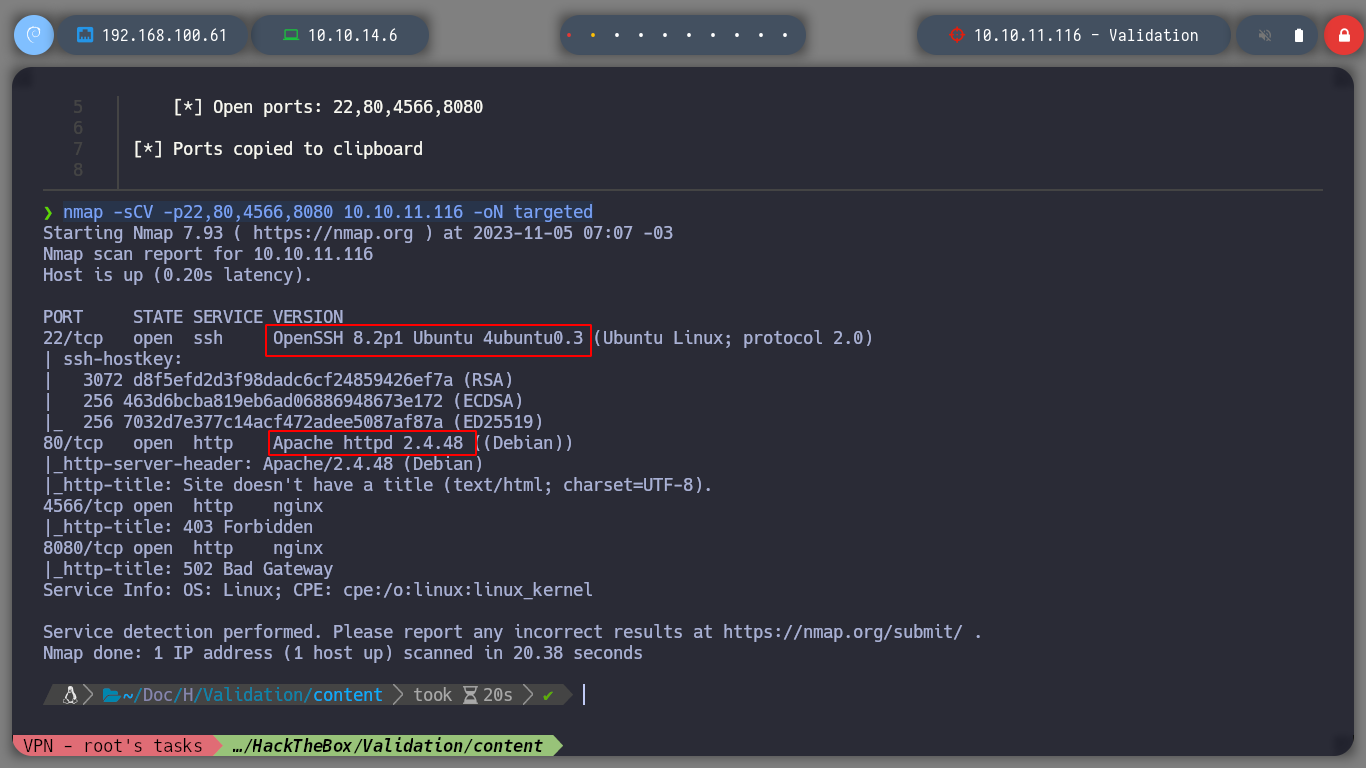 192.168.100.61
10.10.14.6
10.10.11.116 - Validation
5 [*] Open ports: 22,80,4566,8080
6
7 [*] Ports copied to clipboard
8
❯ nmap -sCV -p22,80,4566,8080 10.10.11.116 -oN targeted
Starting Nmap 7.93 ( https://nmap.org ) at 2023-11-05 07:07 -03
Nmap scan report for 10.10.11.116
Host is up (0.20s latency).
PORT     STATE SERVICE VERSION
22/tcp   open  ssh     OpenSSH 8.2p1 Ubuntu 4ubuntu0.3 (Ubuntu Linux; protocol 2.0)
| ssh-hostkey:
|   3072 d8f5efd2d3f98dadc6cf24859426ef7a (RSA)
|   256 463d6bcba819eb6ad06886948673e172 (ECDSA)
|_  256 7032d7e377c14acf472adee5087af87a (ED25519)
80/tcp   open  http    Apache httpd 2.4.48 ((Debian))
|_http-server-header: Apache/2.4.48 (Debian)
|_http-title: Site doesn't have a title (text/html; charset=UTF-8).
4566/tcp open  http    nginx
|_http-title: 403 Forbidden
8080/tcp open  http    nginx
|_http-title: 502 Bad Gateway
Service Info: OS: Linux; CPE: cpe:/o:linux:linux_kernel
Service detection performed. Please report any incorrect results at https://nmap.org/submit/ .
Nmap done: 1 IP address (1 host up) scanned in 20.38 seconds
~/Doc/H/Validation/content took 20s ✔
VPN - root's tasks …/HackTheBox/Validation/content